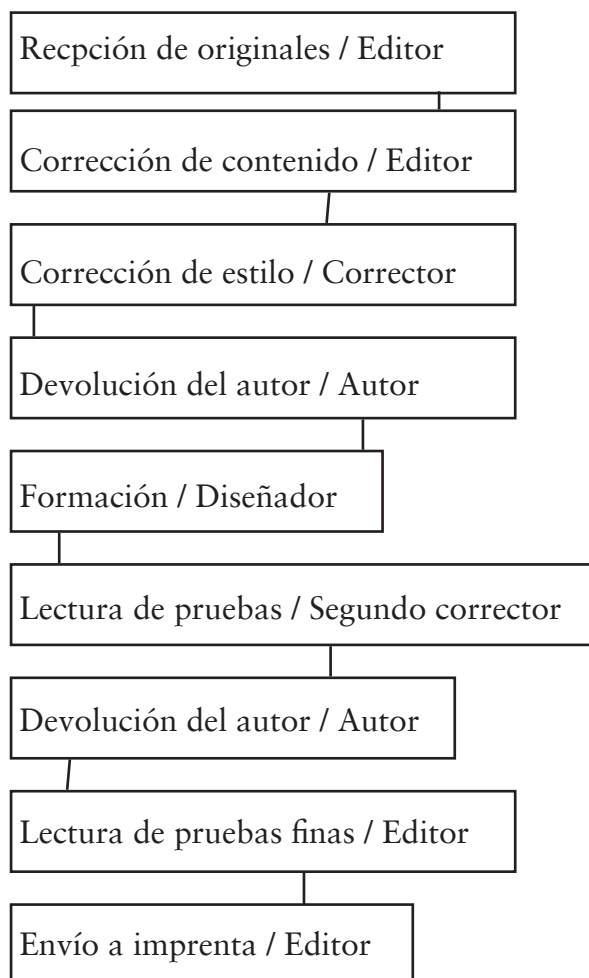 Recpción de originales / Editor
Corrección de contenido / Editor
Corrección de estilo / Corrector
Devolución del autor / Autor
Formación / Diseñador
Lectura de pruebas / Segundo corrector
Devolución del autor / Autor
Lectura de pruebas finas / Editor
Envío a imprenta / Editor